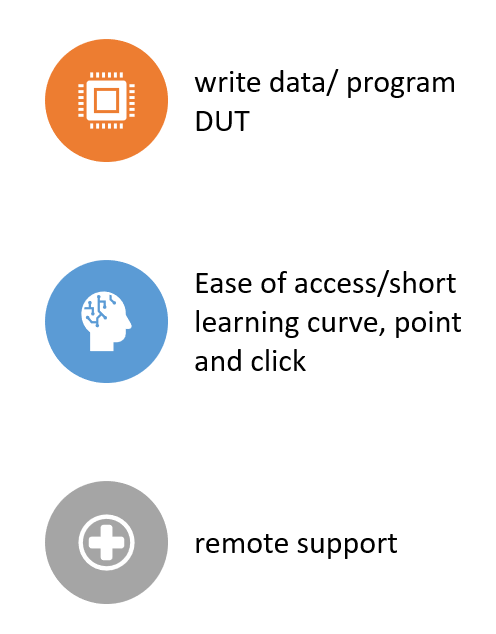 write data/ program
DUT
Ease of access/short
learning curve, point
and click
remote support